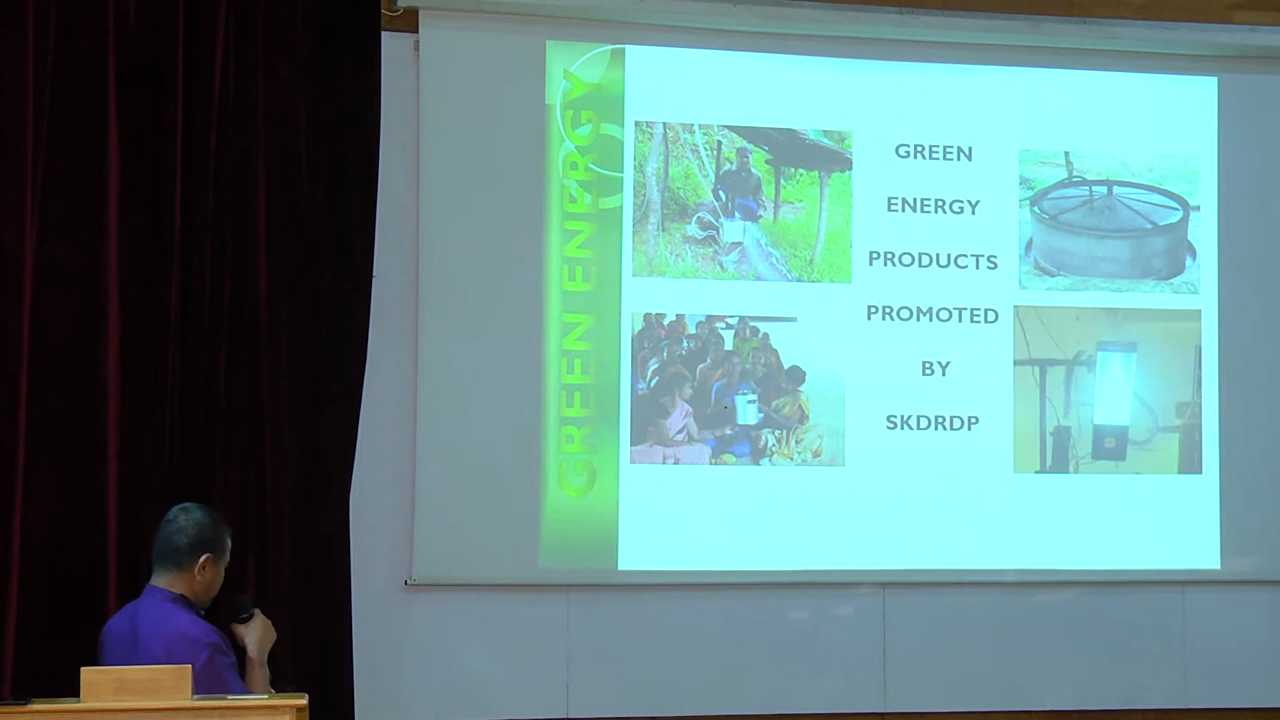 GREEN ENERGY
GREEN
ENERGY
PRODUCTS
PROMOTED
BY
SKDRDP